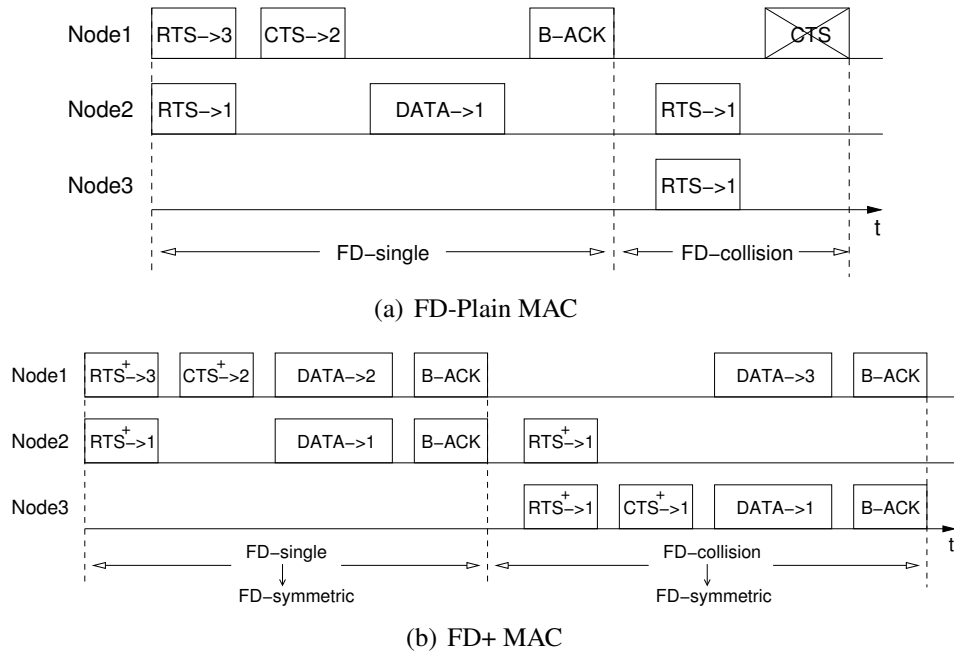 Node1 RTS->3 CTS->2 B-ACK CTS
Node2 RTS->1 DATA->1 RTS->1
Node3 RTS->1
t
FD-single FD-collision
(a) FD-Plain MAC
Node1 RTS+->3 CTS+->2 DATA->2 B-ACK DATA->3 B-ACK
Node2 RTS+->1 DATA->1 B-ACK RTS+->1
Node3 RTS+->1 CTS+->1 DATA->1 B-ACK
t
FD-single FD-collision
FD-symmetric FD-symmetric
(b) FD+ MAC